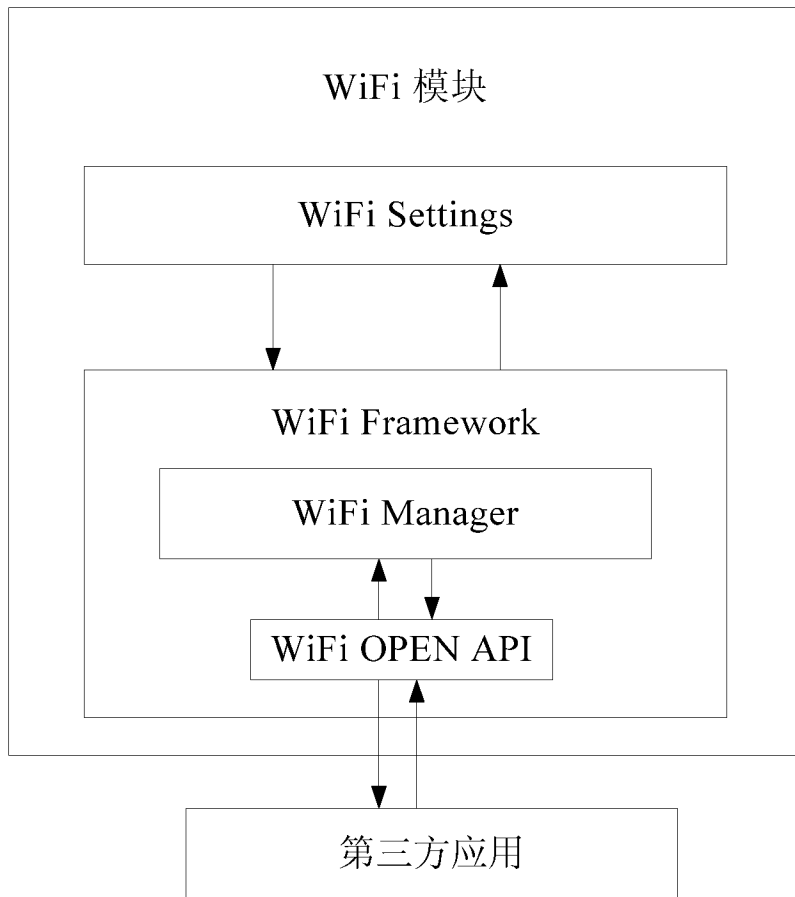 WiFi 模块
WiFi Settings
WiFi Framework
WiFi Manager
WiFi OPEN API
第三方应用